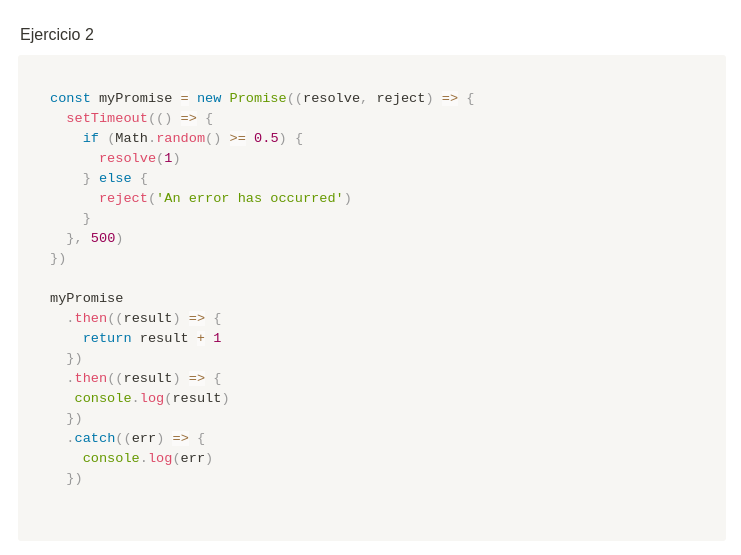 Ejercicio 2
const myPromise = new Promise((resolve, reject) => {
  setTimeout(() => {
    if (Math.random() >= 0.5) {
      resolve(1)
    } else {
      reject('An error has occurred')
    }
  }, 500)
})
myPromise
  .then((result) => {
    return result + 1
  })
  .then((result) => {
   console.log(result)
  })
  .catch((err) => {
    console.log(err)
  })